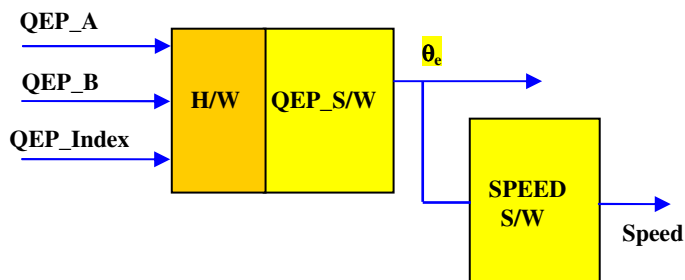 QEP_A
QEP_B
QEP_Index
H/W
QEP_S/W
θe
SPEED
S/W
Speed